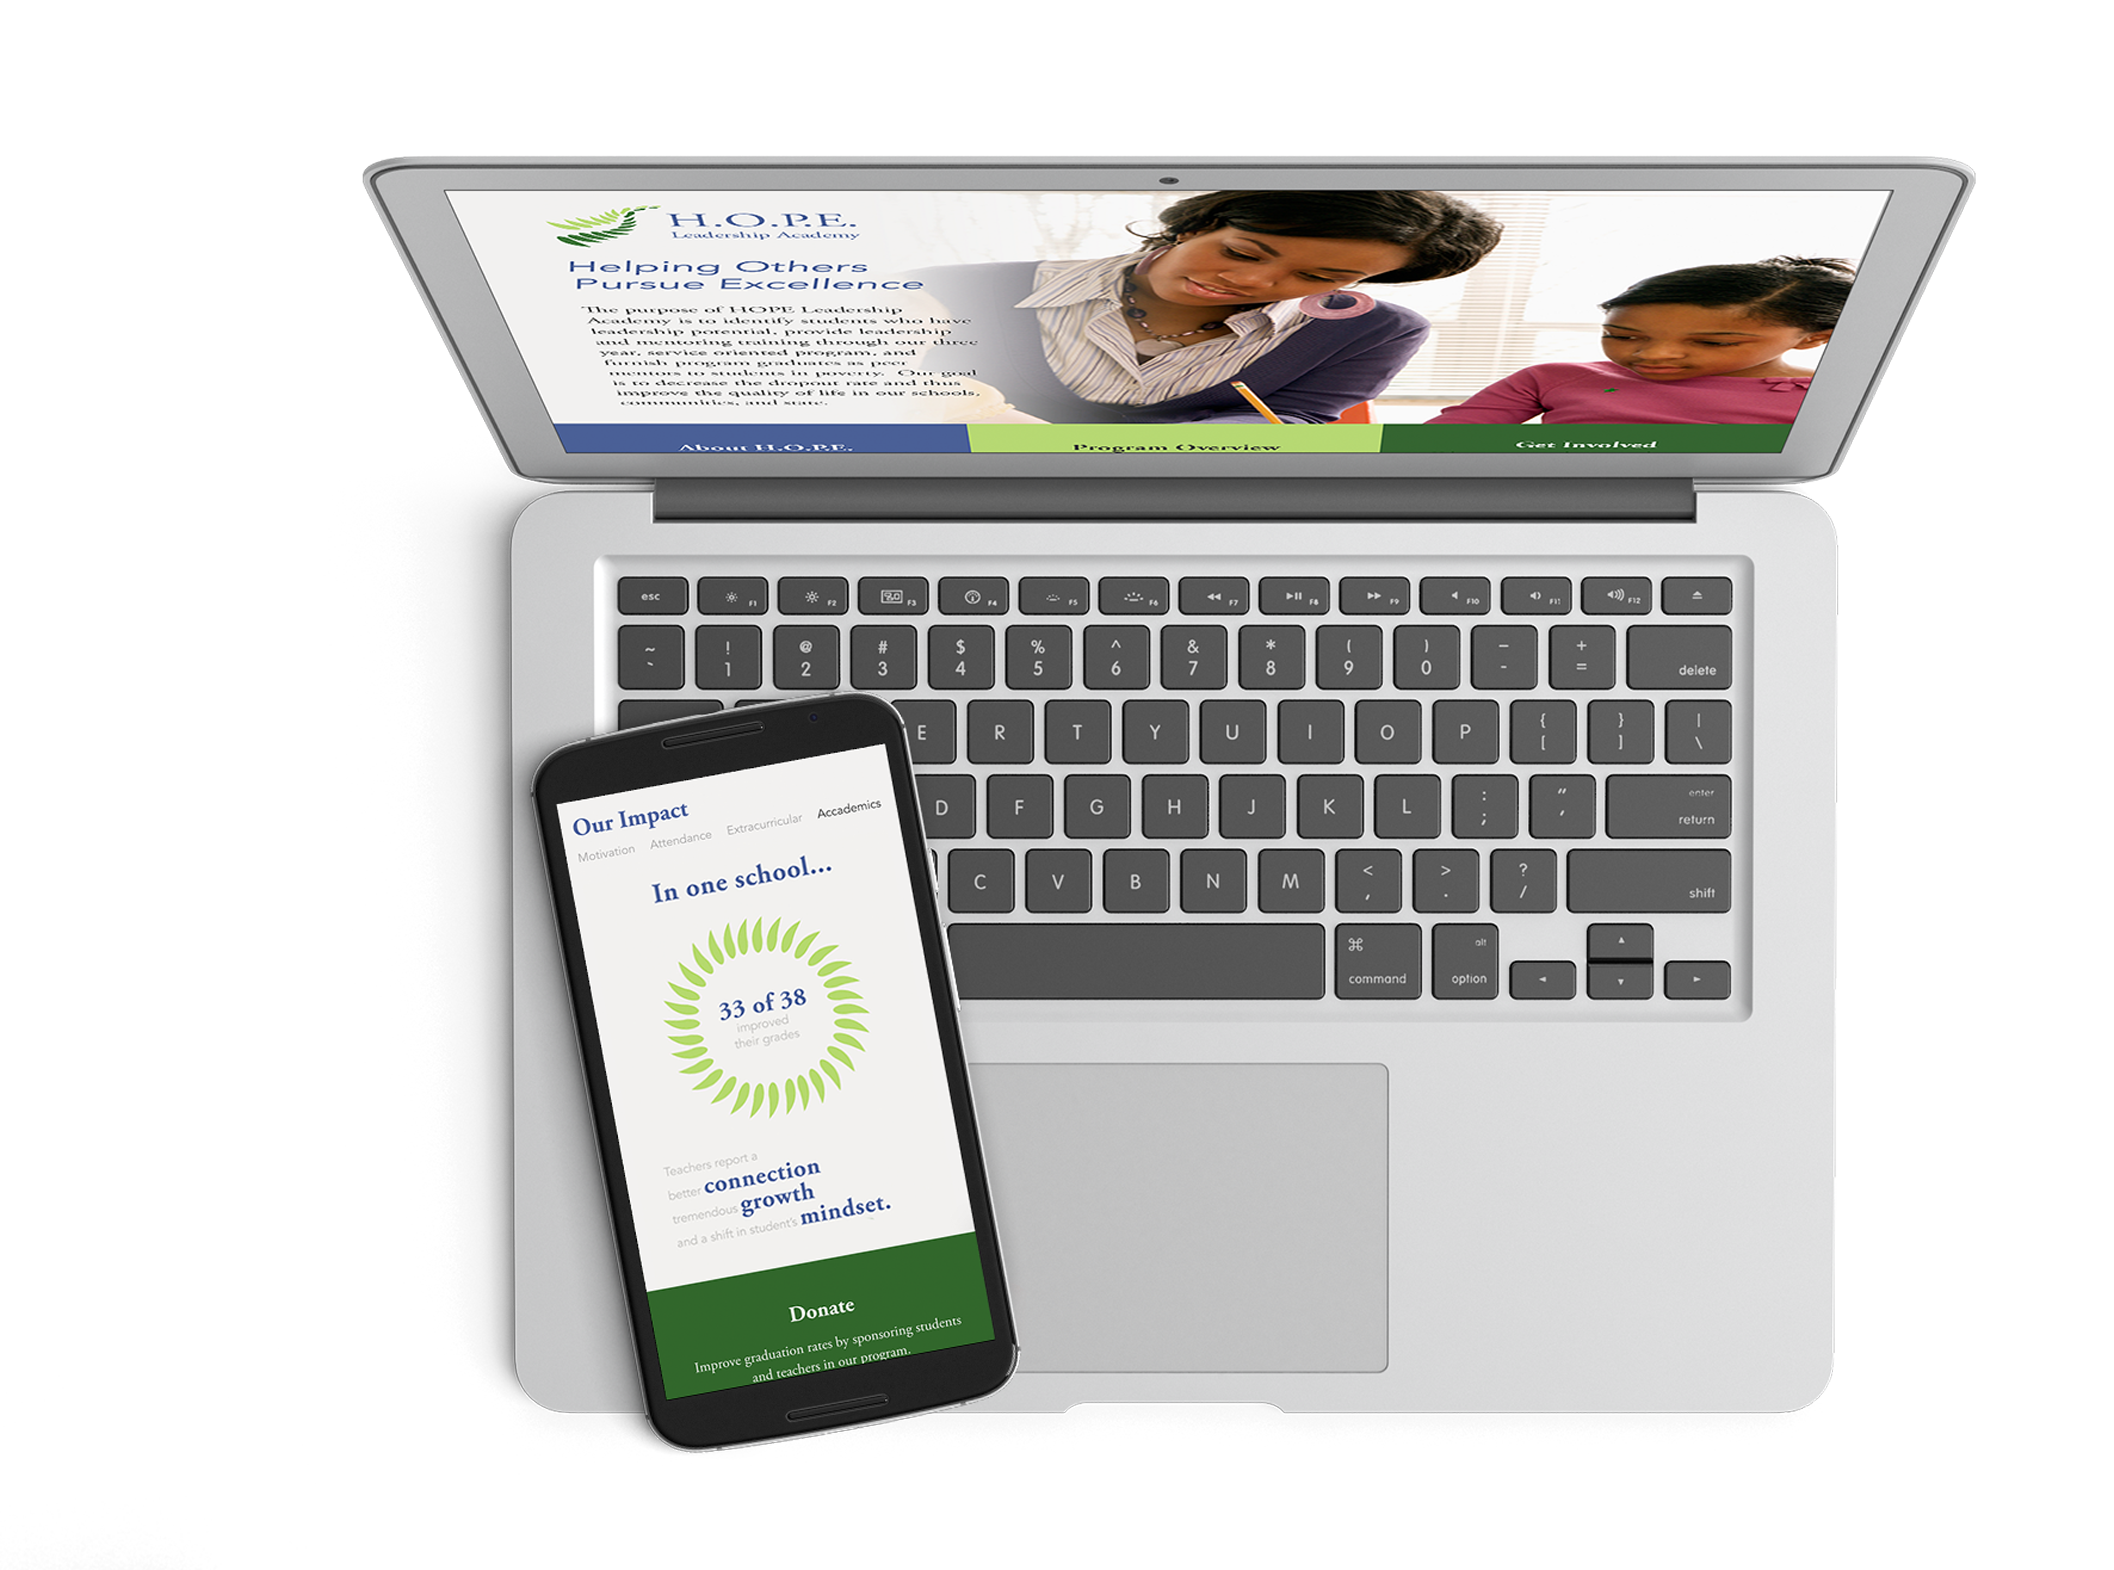 H.O.P.E.
Leadership Academy
Helping Others
Pursue Excellence
The purpose of HOPE Leadership
Academy is to identify students who have
leadership potential, provide leadership
and mentoring training through our three
year, service oriented program, and
furnish program graduates as peer
mentors to students in poverty. Our goal
is to decrease the dropout rate and thus
improve the quality of life in our schools,
communities, and state.
About H.O.P.E.
Program Overview
Get Involved
esc F1 F2 F3 F4 F5 F6 F7 F8 F9 F10 F11 F12
~ ! @ # $ % ^ & * ( ) – +
` 1 2 3 4 5 6 7 8 9 0 - = delete
E R T Y U I O P { [ } ] | \
D F G H J K L : ; “ , enter return
C V B N M < , > . ? / shift
⌘ command alt option
Our Impact
Motivation Attendance Extracurricular Accademics
In one school...
33 of 38
improved
their grades
Teachers report a
better connection
tremendous growth
and a shift in student's mindset.
Donate
Improve graduation rates by sponsoring students
and teachers in our program.